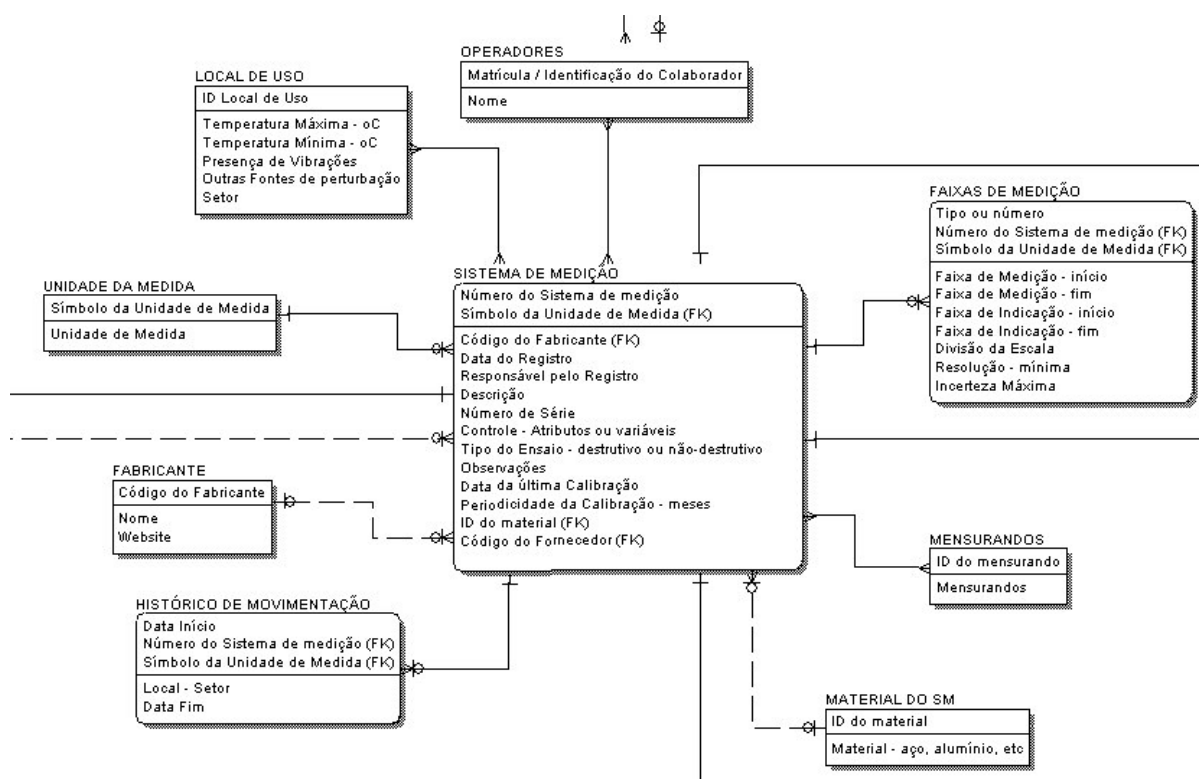 OPERADORES
Matrícula / Identificação do Colaborador
Nome
LOCAL DE USO
ID Local de Uso
Temperatura Máxima - oC
Temperatura Mínima - oC
Presença de Vibrações
Outras Fontes de perturbação
Setor
FAIXAS DE MEDIÇÃO
Tipo ou número
Número do Sistema de medição (FK)
Símbolo da Unidade de Medida (FK)
Faixa de Medição - início
Faixa de Medição - fim
Faixa de Indicação - início
Faixa de Indicação - fim
Divisão da Escala
Resolução - mínima
Incerteza Máxima
UNIDADE DA MEDIDA
Símbolo da Unidade de Medida
Unidade de Medida
SISTEMA DE MEDIÇÃO
Número do Sistema de medição
Símbolo da Unidade de Medida (FK)
Código do Fabricante (FK)
Data do Registro
Responsável pelo Registro
Descrição
Número de Série
Controle - Atributos ou variáveis
Tipo do Ensaio - destrutivo ou não-destrutivo
Observações
Data da última Calibração
Periodicidade da Calibração - meses
ID do material (FK)
Código do Fornecedor (FK)
FABRICANTE
Código do Fabricante
Nome
Website
MENSURANDOS
ID do mensurando
Mensurandos
HISTÓRICO DE MOVIMENTAÇÃO
Data Início
Número do Sistema de medição (FK)
Símbolo da Unidade de Medida (FK)
Local - Setor
Data Fim
MATERIAL DO SM
ID do material
Material - aço, alumínio, etc